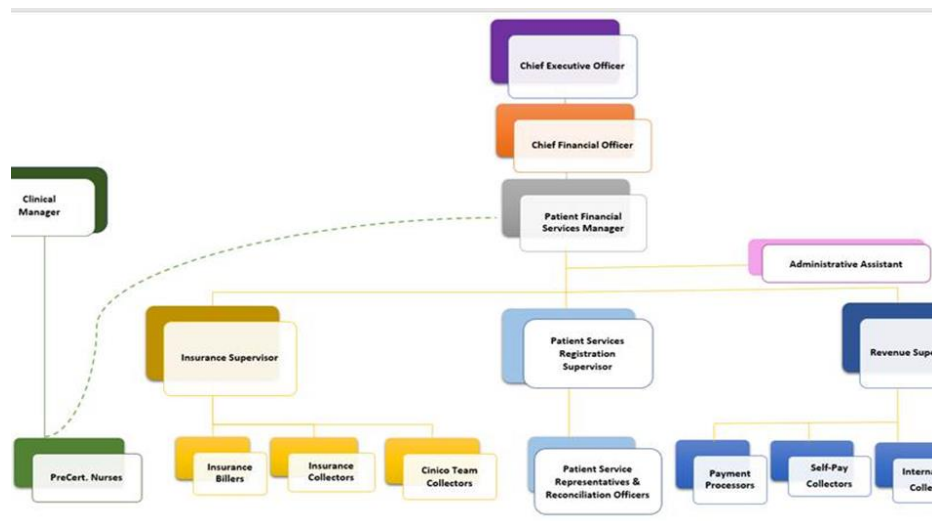 Chief Executive Officer
Chief Financial Officer
Clinical
Manager
Patient Financial
Services Manager
Administrative Assistant
Insurance Supervisor
Patient Services
Registration
Supervisor
Revenue
PreCert. Nurses
Insurance
Billers
Insurance
Collectors
Cinico Team
Collectors
Patient Service
Representatives &
Reconciliation Officers
Payment
Processors
Self-Pay
Collectors